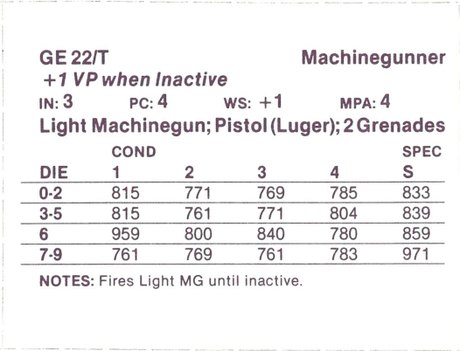 GE 22/T Machinegunner
+1 VP when Inactive
IN: 3 PC: 4 WS: +1 MPA: 4
Light Machinegun; Pistol (Luger); 2 Grenades
COND SPEC
DIE 1 2 3 4 S
0-2 815 771 769 785 833
3-5 815 761 771 804 839
6 959 800 840 780 859
7-9 761 769 761 783 971
NOTES: Fires Light MG until inactive.